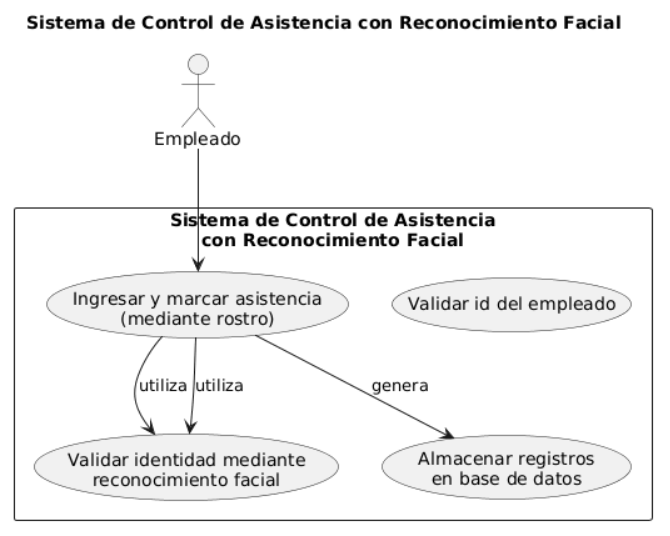 Sistema de Control de Asistencia con Reconocimiento Facial
Empleado
Sistema de Control de Asistencia
con Reconocimiento Facial
Ingresar y marcar asistencia
(mediante rostro)
Validar id del empleado
utiliza
utiliza
genera
Validar identidad mediante
reconocimiento facial
Almacenar registros
en base de datos